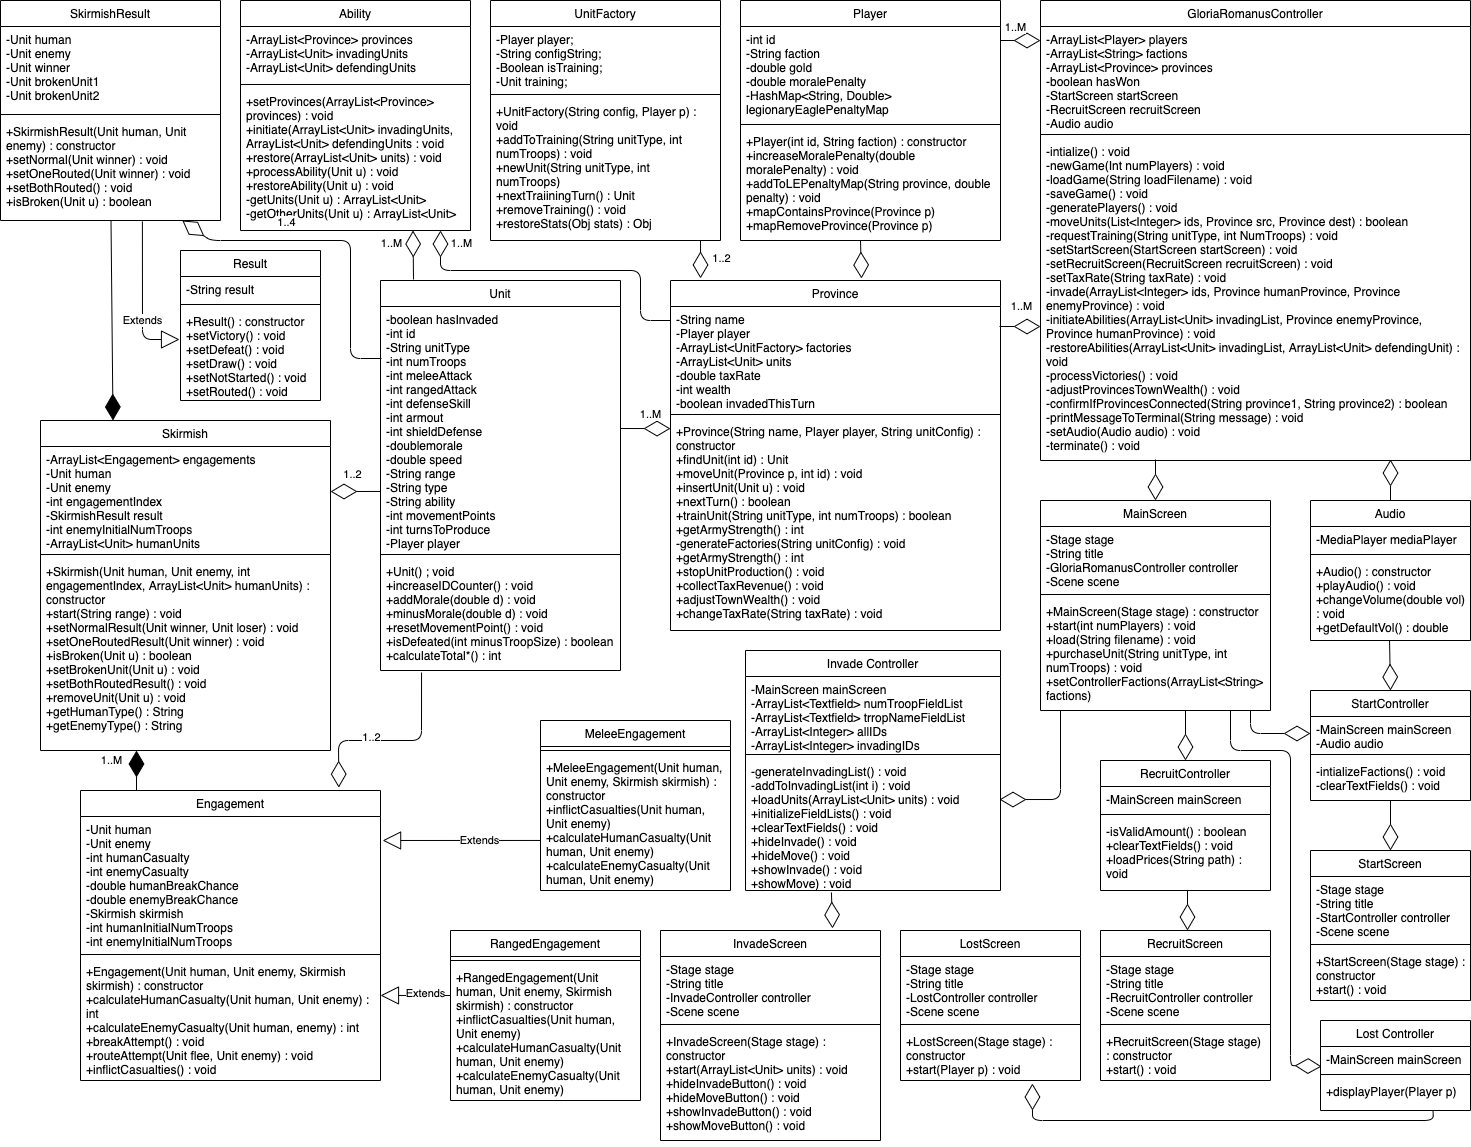 SkirmishResult
-Unit human
-Unit enemy
-Unit winner
-Unit brokenUnit1
-Unit brokenUnit2
+SkirmishResult(Unit human, Unit
enemy) : constructor
+setNormal(Unit winner) : void
+setOneRouted(Unit winner) : void
+setBothRouted() : void
+isBroken(Unit u) : boolean
Ability
-ArrayList<Province> provinces
-ArrayList<Unit> invadingUnits
-ArrayList<Unit> defendingUnits
+setProvinces(ArrayList<Province>
provinces) : void
+initiate(ArrayList<Unit> invadingUnits,
ArrayList<Unit> defendingUnits : void
+restore(ArrayList<Unit> units) : void
+processAbility(Unit u) : void
+restoreAbility(Unit u) : void
-getUnits(Unit u) : ArrayList<Unit>
-getOtherUnits(Unit u) : ArrayList<Unit>
1..4
UnitFactory
-Player player;
-String configString;
-Boolean isTraining;
-Unit training;
+UnitFactory(String config, Player p) :
void
+addToTraining(String unitType, int
numTroops) : void
+newUnit(String unitType, int
numTroops)
+nextTraiiningTurn() : Unit
+removeTraining() : void
+restoreStats(Obj stats) : Obj
Player
-int id
-String faction
-double gold
-double moralePenalty
-HashMap<String, Double>
legionaryEaglePenaltyMap
+Player(int id, String faction) : constructor
+increaseMoralePenalty(double
moralePenalty) : void
+addToLEPenaltyMap(String province, double
penalty) : void
+mapContainsProvince(Province p)
+mapRemoveProvince(Province p)
1..M
GloriaRomanusController
-ArrayList<Player> players
-ArrayList<String> factions
-ArrayList<Province> provinces
-boolean hasWon
-StartScreen startScreen
-RecruitScreen recruitScreen
-Audio audio
-intialize() : void
-newGame(Int numPlayers) : void
-loadGame(String loadFilename) : void
-saveGame() : void
-generatePlayers() : void
-moveUnits(List<Integer> ids, Province src, Province dest) : boolean
-requestTraining(String unitType, int NumTroops) : void
-setStartScreen(StartScreen startScreen) : void
-setRecruitScreen(RecruitScreen recruitScreen) : void
-setTaxRate(String taxRate) : void
-invade(ArrayList<Integer> ids, Province humanProvince, Province
enemyProvince) : void
-initiateAbilities(ArrayList<Unit> invadingList, Province enemyProvince,
Province humanProvince) : void
-restoreAbilities(ArrayList<Unit> invadingList, ArrayList<Unit> defendingUnit) :
void
-processVictories() : void
-adjustProvincesTownWealth() : void
-confirmIfProvincesConnected(String province1, String province2) : boolean
-printMessageToTerminal(String message) : void
-setAudio(Audio audio) : void
-terminate() : void
1..M
1..M
1..2
1..M
Extends
Result
-String result
+Result() : constructor
+setVictory() : void
+setDefeat() : void
+setDraw() : void
+setNotStarted() : void
+setRouted() : void
Unit
-boolean hasInvaded
-int id
-String unitType
-int numTroops
-int meleeAttack
-int rangedAttack
-int defenseSkill
-int armout
-int shieldDefense
-doublemorale
-double speed
-String range
-String type
-String ability
-int movementPoints
-int turnsToProduce
-Player player
+Unit() ; void
+increaseIDCounter() : void
+addMorale(double d) : void
+minusMorale(double d) : void
+resetMovementPoint() : void
+isDefeated(int minusTroopSize) : boolean
+calculateTotal*() : int
1..M
Province
-String name
-Player player
-ArrayList<UnitFactory> factories
-ArrayList<Unit> units
-double taxRate
-int wealth
-boolean invadedThisTurn
+Province(String name, Player player, String unitConfig) :
constructor
+findUnit(int id) : Unit
+moveUnit(Province p, int id) : void
+insertUnit(Unit u) : void
+nextTurn() : boolean
+trainUnit(String unitType, int numTroops) : boolean
+getArmyStrength() : int
-generateFactories(String unitConfig) : void
+getArmyStrength() : int
+stopUnitProduction() : void
+collectTaxRevenue() : void
+adjustTownWealth() : void
+changeTaxRate(String taxRate) : void
Skirmish
-ArrayList<Engagement> engagements
-Unit human
-Unit enemy
-int engagementIndex
-SkirmishResult result
-int enemyInitialNumTroops
-ArrayList<Unit> humanUnits
+Skirmish(Unit human, Unit enemy, int
engagementIndex, ArrayList<Unit> humanUnits) :
constructor
+start(String range) : void
+setNormalResult(Unit winner, Unit loser) : void
+setOneRoutedResult(Unit winner) : void
+isBroken(Unit u) : boolean
+setBrokenUnit(Unit u) : void
+setBothRoutedResult() : void
+removeUnit(Unit u) : void
+getHumanType() : String
+getEnemyType() : String
1..2
MainScreen
-Stage stage
-String title
-GloriaRomanusController controller
-Scene scene
+MainScreen(Stage stage) : constructor
+start(int numPlayers) : void
+load(String filename) : void
+purchaseUnit(String unitType, int
numTroops) : void
+setControllerFactions(ArrayList<String>
factions) : void
Audio
-MediaPlayer mediaPlayer
+Audio() : constructor
+playAudio() : void
+changeVolume(double vol)
: void
+getDefaultVol() : double
Invade Controller
-MainScreen mainScreen
-ArrayList<Textfield> numTroopFieldList
-ArrayList<Textfield> trropNameFieldList
-ArrayList<Integer> allIDs
-ArrayList<Integer> invadingIDs
-generateInvadingList() : void
-addToInvadingList(int i) : void
+loadUnits(ArrayList<Unit> units) : void
+initializeFieldLists() : void
+clearTextFields() : void
+hideInvade() : void
+hideMove() : void
+showInvade() : void
+showMove) : void
StartController
-MainScreen mainScreen
-Audio audio
-intializeFactions() : void
-clearTextFields() : void
1..M
1..2
MeleeEngagement
+MeleeEngagement(Unit human,
Unit enemy, Skirmish skirmish) :
constructor
+inflictCasualties(Unit human,
Unit enemy)
+calculateHumanCasualty(Unit
human, Unit enemy)
+calculateEnemyCasualty(Unit
human, Unit enemy)
Extends
RecruitController
-MainScreen mainScreen
-isValidAmount() : boolean
+clearTextFields() : void
+loadPrices(String path) :
void
Engagement
-Unit human
-Unit enemy
-int humanCasualty
-int enemyCasualty
-double humanBreakChance
-double enemyBreakChance
-Skirmish skirmish
-int humanInitialNumTroops
-int enemyInitialNumTroops
+Engagement(Unit human, Unit enemy, Skirmish
skirmish) : constructor
+calculateHumanCasualty(Unit human, Unit enemy) :
int
+calculateEnemyCasualty(Unit human, enemy) : int
+breakAttempt() : void
+routeAttempt(Unit flee, Unit enemy) : void
+inflictCasualties() : void
Extends
RangedEngagement
+RangedEngagement(Unit
human, Unit enemy, Skirmish
skirmish) : constructor
+inflictCasualties(Unit human,
Unit enemy)
+calculateHumanCasualty(Unit
human, Unit enemy)
+calculateEnemyCasualty(Unit
human, Unit enemy)
InvadeScreen
-Stage stage
-String title
-InvadeController controller
-Scene scene
+InvadeScreen(Stage stage) :
constructor
+start(ArrayList<Unit> units) : void
+hideInvadeButton() : void
+hideMoveButton() : void
+showInvadeButton() : void
+showMoveButton() : void
LostScreen
-Stage stage
-String title
-LostController controller
-Scene scene
+LostScreen(Stage stage) :
constructor
+start(Player p) : void
RecruitScreen
-Stage stage
-String title
-RecruitController controller
-Scene scene
+RecruitScreen(Stage stage)
: constructor
+start() : void
StartScreen
-Stage stage
-String title
-StartController controller
-Scene scene
+StartScreen(Stage stage) :
constructor
+start() : void
Lost Controller
-MainScreen mainScreen
+displayPlayer(Player p)